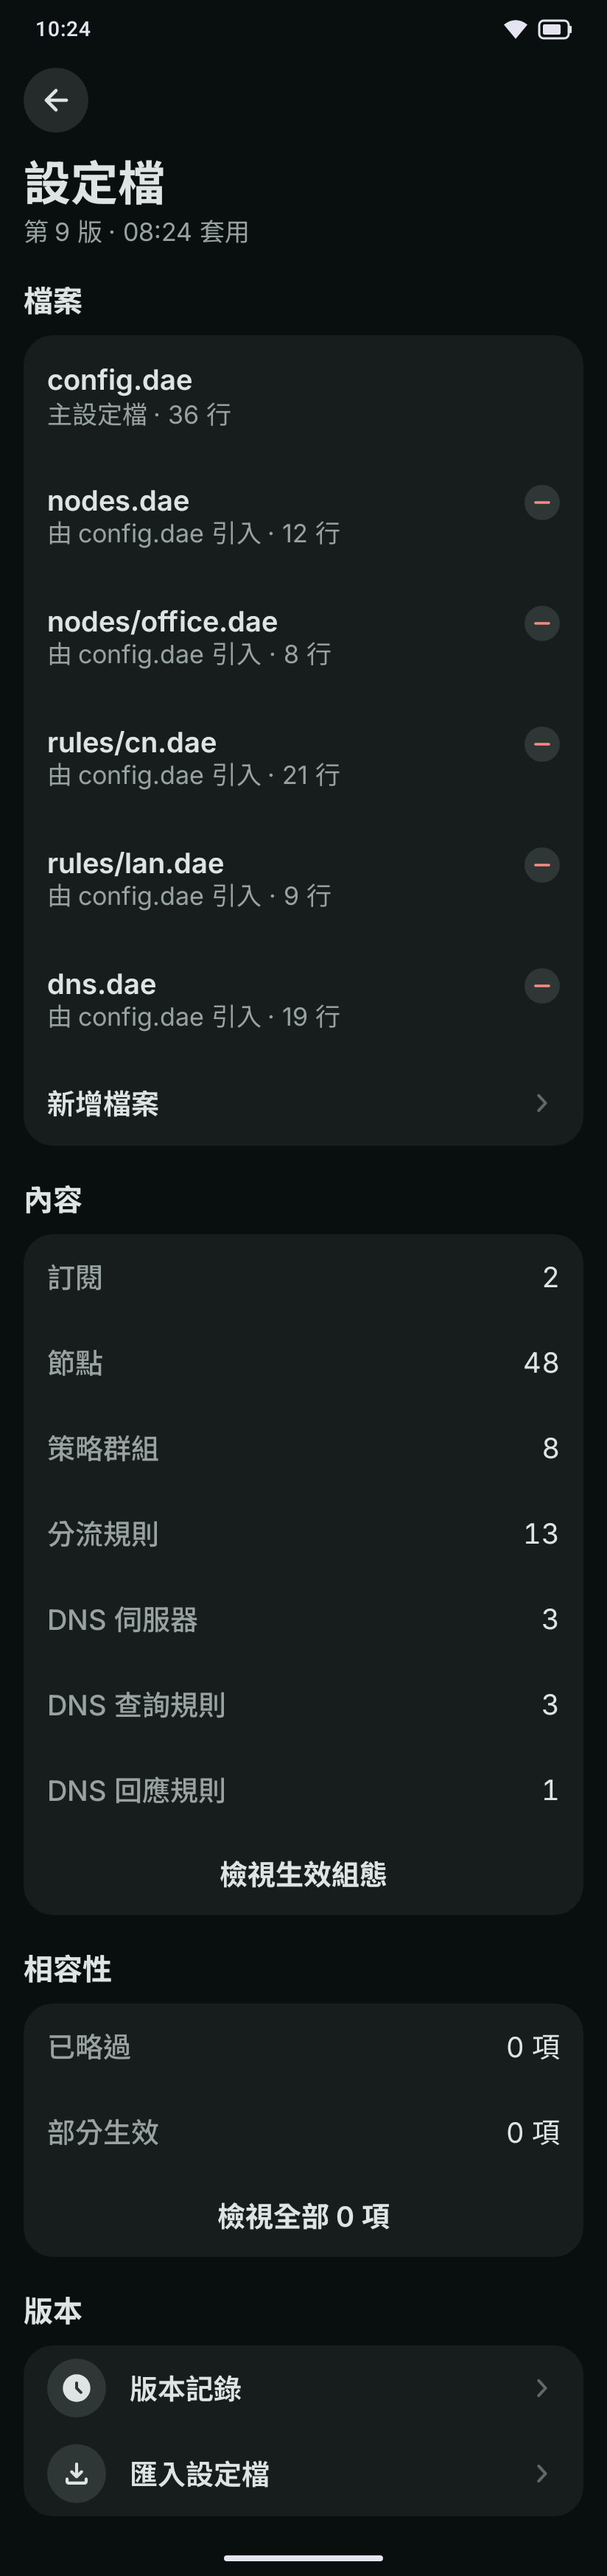 10:24
設定檔
第 9 版 · 08:24 套用
檔案
config.dae
主設定檔 · 36 行
nodes.dae
由 config.dae 引入 · 12 行
nodes/office.dae
由 config.dae 引入 · 8 行
rules/cn.dae
由 config.dae 引入 · 21 行
rules/lan.dae
由 config.dae 引入 · 9 行
dns.dae
由 config.dae 引入 · 19 行
新增檔案
內容
訂閱 2
節點 48
策略群組 8
分流規則 13
DNS 伺服器 3
DNS 查詢規則 3
DNS 回應規則 1
檢視生效組態
相容性
已略過 0 項
部分生效 0 項
檢視全部 0 項
版本
版本記錄
匯入設定檔